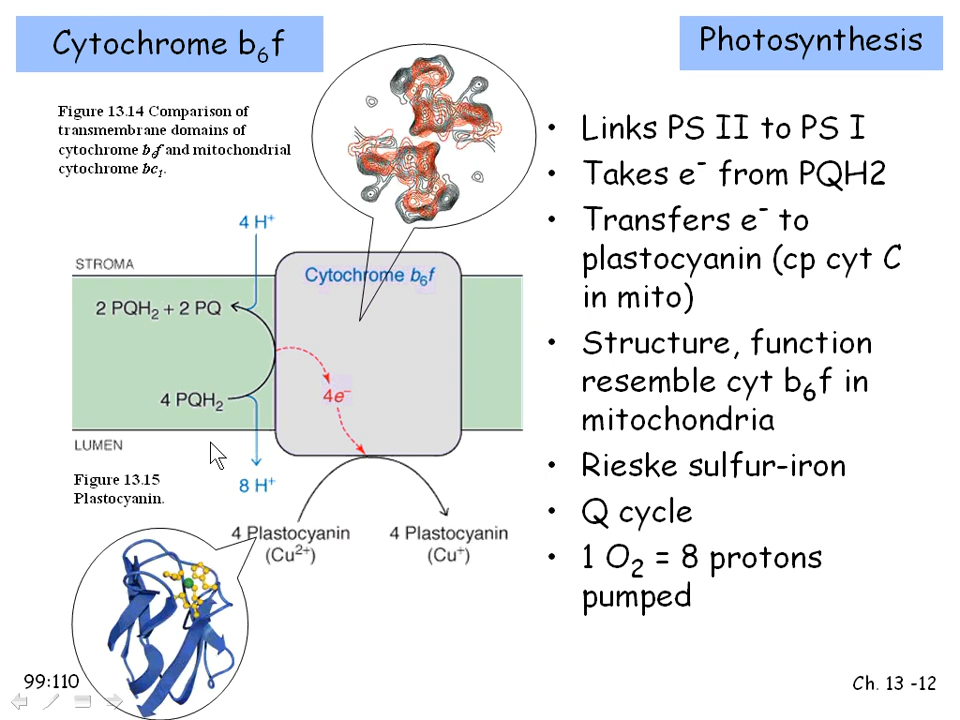 Cytochrome b6f
Photosynthesis
Figure 13.14 Comparison of
transmembrane domains of
cytochrome b6f and mitochondrial
cytochrome bc1.
4 H+
STROMA
Cytochrome b6f
2 PQH2 + 2 PQ
4e−
4 PQH2
LUMEN
8 H+
Figure 13.15
Plastocyanin.
4 Plastocyanin
(Cu2+)
4 Plastocyanin
(Cu+)
• Links PS II to PS I
• Takes e- from PQH2
• Transfers e- to
plastocyanin (cp cyt C
in mito)
• Structure, function
resemble cyt b6f in
mitochondria
• Rieske sulfur-iron
• Q cycle
• 1 O2 = 8 protons
pumped
99:110
Ch. 13 -12